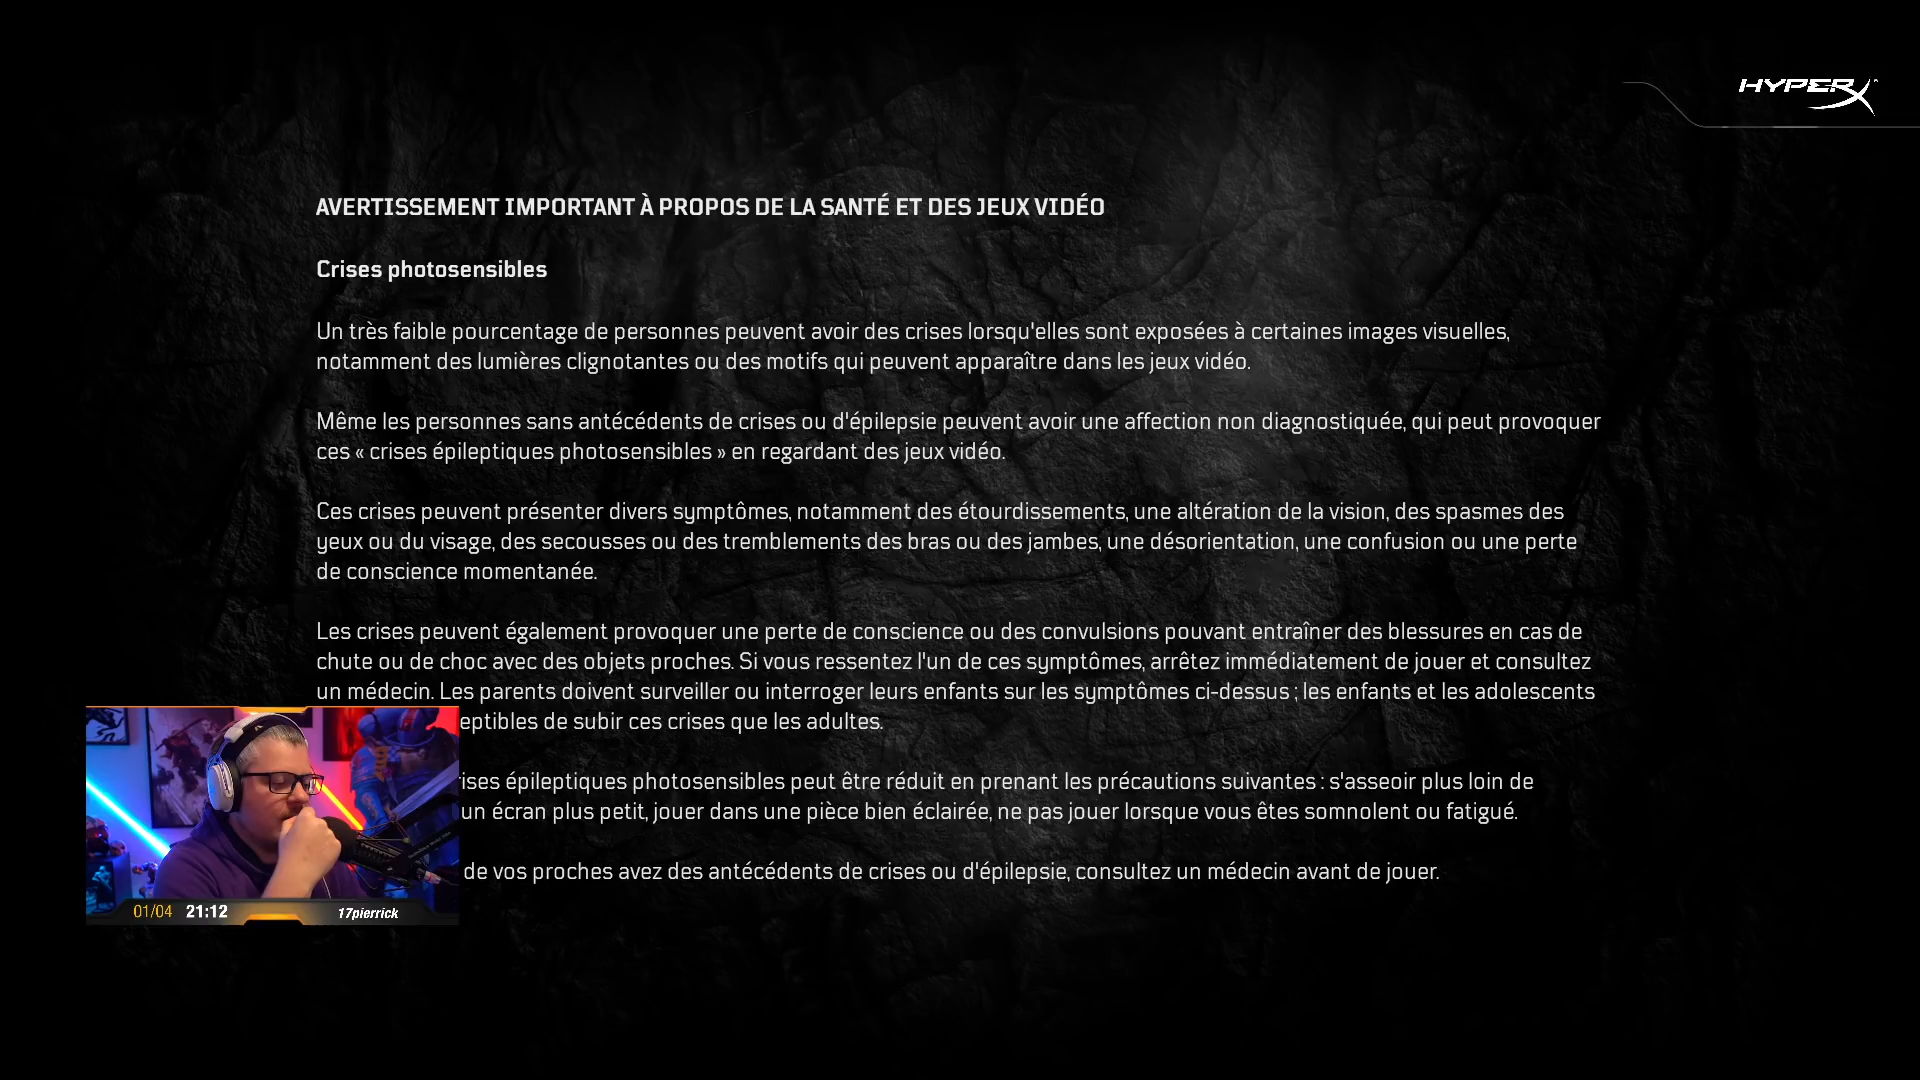 HYPERX
AVERTISSEMENT IMPORTANT À PROPOS DE LA SANTÉ ET DES JEUX VIDÉO
Crises photosensibles
Un très faible pourcentage de personnes peuvent avoir des crises lorsqu'elles sont exposées à certaines images visuelles,
notamment des lumières clignotantes ou des motifs qui peuvent apparaître dans les jeux vidéo.
Même les personnes sans antécédents de crises ou d'épilepsie peuvent avoir une affection non diagnostiquée, qui peut provoquer
ces « crises épileptiques photosensibles » en regardant des jeux vidéo.
Ces crises peuvent présenter divers symptômes, notamment des étourdissements, une altération de la vision, des spasmes des
yeux ou du visage, des secousses ou des tremblements des bras ou des jambes, une désorientation, une confusion ou une perte
de conscience momentanée.
Les crises peuvent également provoquer une perte de conscience ou des convulsions pouvant entraîner des blessures en cas de
chute ou de choc avec des objets proches. Si vous ressentez l'un de ces symptômes, arrêtez immédiatement de jouer et consultez
un médecin. Les parents doivent surveiller ou interroger leurs enfants sur les symptômes ci-dessus ; les enfants et les adolescents
eptibles de subir ces crises que les adultes.
rises épileptiques photosensibles peut être réduit en prenant les précautions suivantes : s'asseoir plus loin de
un écran plus petit, jouer dans une pièce bien éclairée, ne pas jouer lorsque vous êtes somnolent ou fatigué.
de vos proches avez des antécédents de crises ou d'épilepsie, consultez un médecin avant de jouer.
01/04 21:12 17pierrick